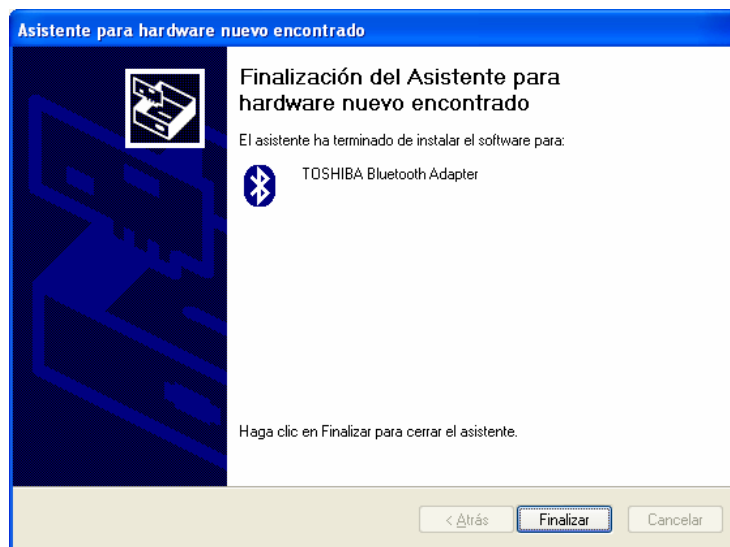 Asistente para hardware nuevo encontrado
Finalización del Asistente para
hardware nuevo encontrado
El asistente ha terminado de instalar el software para:
TOSHIBA Bluetooth Adapter
Haga clic en Finalizar para cerrar el asistente.
< Atrás
Finalizar
Cancelar